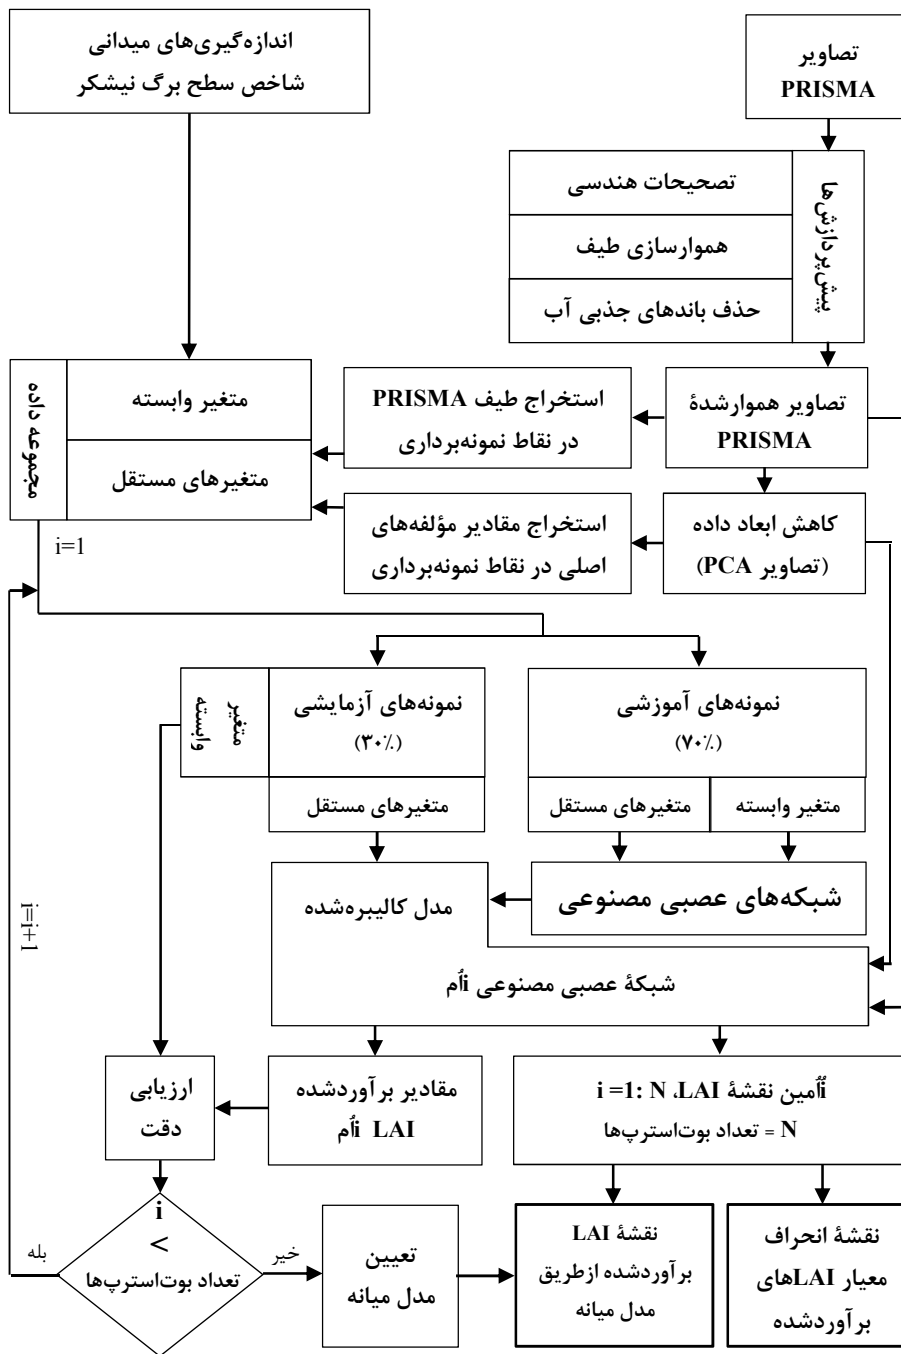 اندازه‌گیری‌های میدانی
شاخص سطح برگ نیشکر
تصاویر
PRISMA
پیش‌پردازش‌ها
تصحیحات هندسی
هموارسازی طیف
حذف باندهای جذبی آب
تصاویر هموارشدهٔ
PRISMA
استخراج طیف PRISMA
در نقاط نمونه‌برداری
متغیر وابسته
متغیرهای مستقل
مجموعه داده
کاهش ابعاد داده
(تصاویر PCA)
استخراج مقادیر مؤلفه‌های
اصلی در نقاط نمونه‌برداری
i=1
نمونه‌های آموزشی
(۷۰٪)
متغیر وابسته
متغیرهای مستقل
نمونه‌های آزمایشی
(۳۰٪)
متغیرهای مستقل
متغیر
وابسته
شبکه‌های عصبی مصنوعی
مدل کالیبره‌شده
شبکهٔ عصبی مصنوعی iاُم
i=i+1
iاُمین نقشهٔ LAI، i =1: N
N = تعداد بوت‌استرپ‌ها
مقادیر برآوردشده
LAI iاُم
ارزیابی
دقت
i
<
تعداد بوت‌استرپ‌ها
بله
خیر
تعیین
مدل میانه
نقشهٔ LAI
برآوردشده ازطریق
مدل میانه
نقشهٔ انحراف
معیار LAIهای
برآوردشده